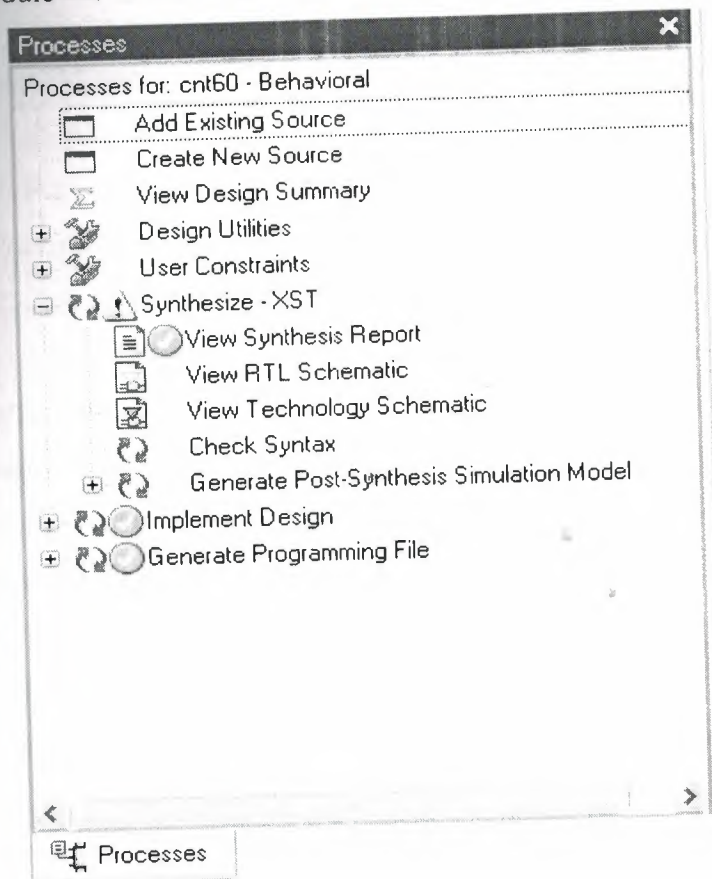 Processes
Processes for: cnt60 - Behavioral
Add Existing Source
Create New Source
View Design Summary
Design Utilities
User Constraints
Synthesize - XST
View Synthesis Report
View RTL Schematic
View Technology Schematic
Check Syntax
Generate Post-Synthesis Simulation Model
Implement Design
Generate Programming File
Processes